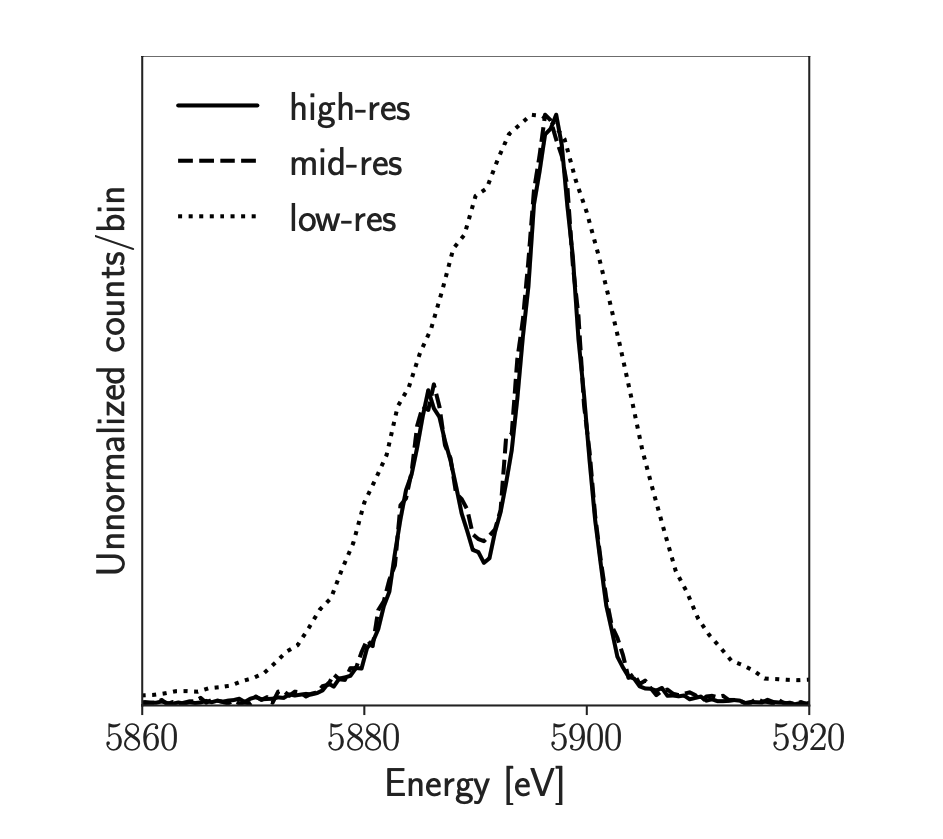 high-res
mid-res
low-res
Unnormalized counts/bin
5860 5880 5900 5920
Energy [eV]